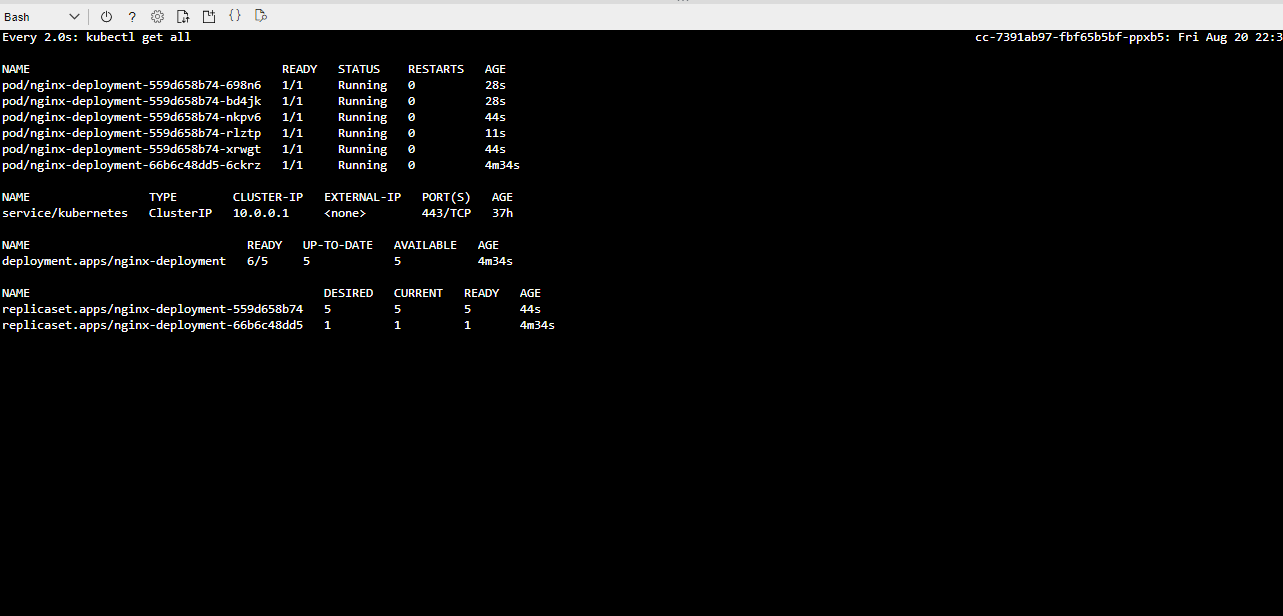 Bash
Every 2.0s: kubectl get all cc-7391ab97-fbf65b5bf-ppxb5: Fri Aug 20 22:3
NAME READY STATUS RESTARTS AGE
pod/nginx-deployment-559d658b74-698n6 1/1 Running 0 28s
pod/nginx-deployment-559d658b74-bd4jk 1/1 Running 0 28s
pod/nginx-deployment-559d658b74-nkpv6 1/1 Running 0 44s
pod/nginx-deployment-559d658b74-rlztp 1/1 Running 0 11s
pod/nginx-deployment-559d658b74-xrwgt 1/1 Running 0 44s
pod/nginx-deployment-66b6c48dd5-6ckrz 1/1 Running 0 4m34s
NAME TYPE CLUSTER-IP EXTERNAL-IP PORT(S) AGE
service/kubernetes ClusterIP 10.0.0.1 <none> 443/TCP 37h
NAME READY UP-TO-DATE AVAILABLE AGE
deployment.apps/nginx-deployment 6/5 5 5 4m34s
NAME DESIRED CURRENT READY AGE
replicaset.apps/nginx-deployment-559d658b74 5 5 5 44s
replicaset.apps/nginx-deployment-66b6c48dd5 1 1 1 4m34s